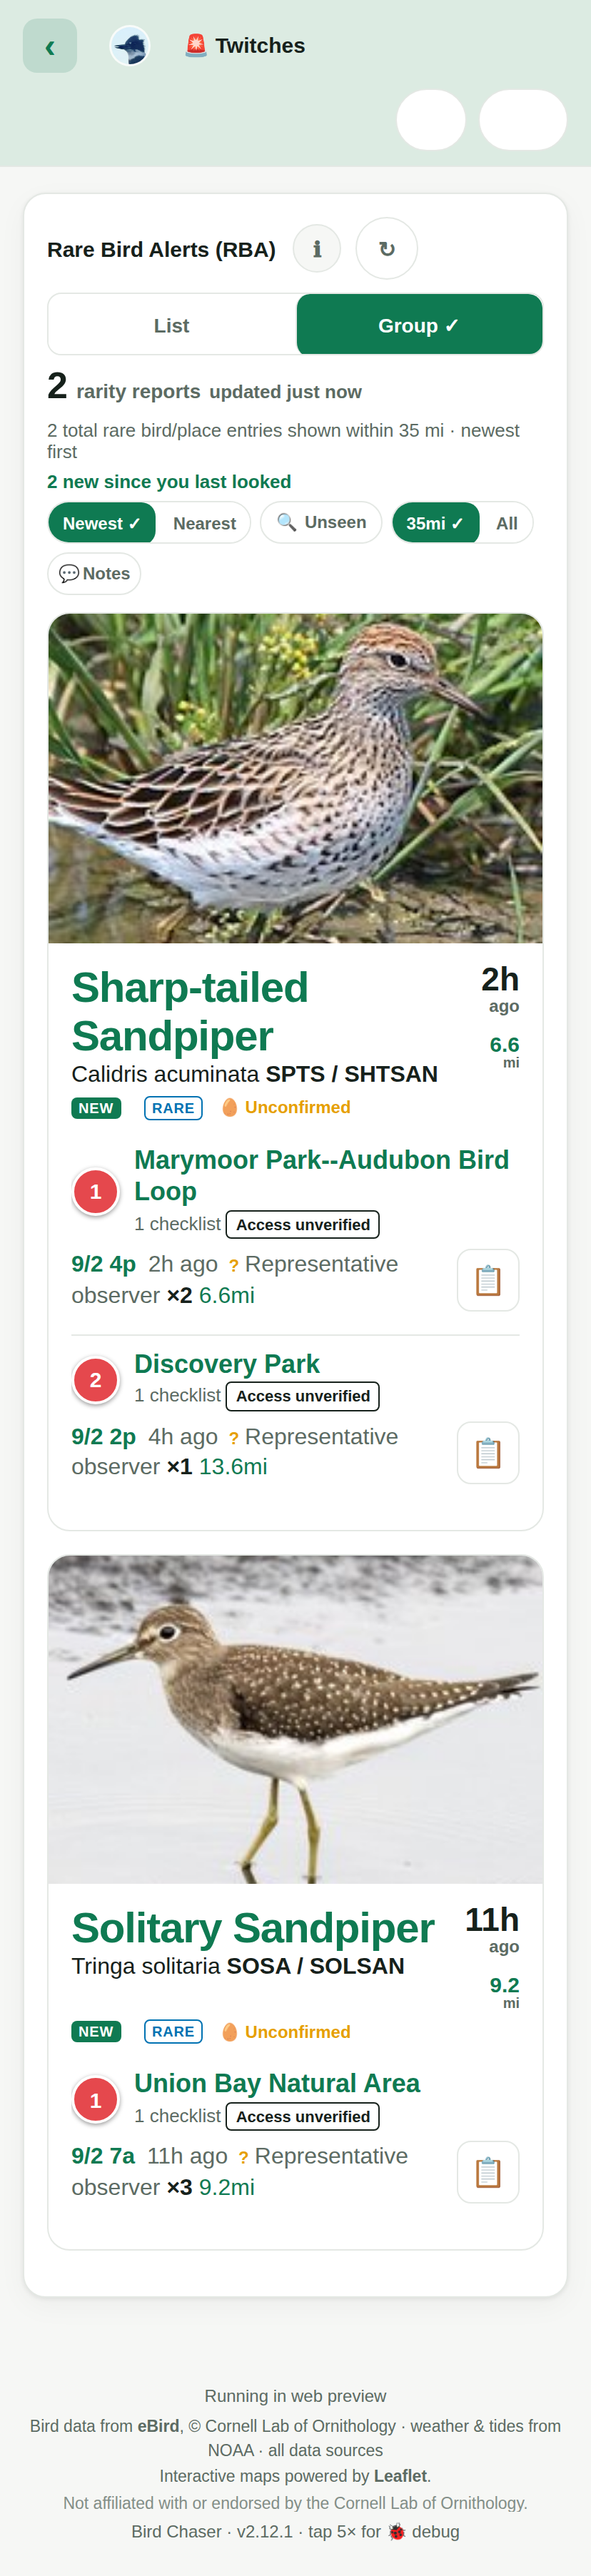 ‹ 🚨 Twitches
Rare Bird Alerts (RBA) ℹ ↻
List Group ✓
2 rarity reports updated just now
2 total rare bird/place entries shown within 35 mi · newest
first
2 new since you last looked
Newest ✓ Nearest 🔍 Unseen 35mi ✓ All
💬 Notes
Sharp-tailed
Sandpiper
2h
ago
6.6
mi
Calidris acuminata SPTS / SHTSAN
NEW RARE 🥚 Unconfirmed
1 Marymoor Park--Audubon Bird
Loop
1 checklist Access unverified
9/2 4p 2h ago ? Representative
observer ×2 6.6mi 📋
2 Discovery Park
1 checklist Access unverified
9/2 2p 4h ago ? Representative
observer ×1 13.6mi 📋
Solitary Sandpiper
11h
ago
9.2
mi
Tringa solitaria SOSA / SOLSAN
NEW RARE 🥚 Unconfirmed
1 Union Bay Natural Area
1 checklist Access unverified
9/2 7a 11h ago ? Representative
observer ×3 9.2mi 📋
Running in web preview
Bird data from eBird, © Cornell Lab of Ornithology · weather & tides from
NOAA · all data sources
Interactive maps powered by Leaflet.
Not affiliated with or endorsed by the Cornell Lab of Ornithology.
Bird Chaser · v2.12.1 · tap 5× for 🐞 debug